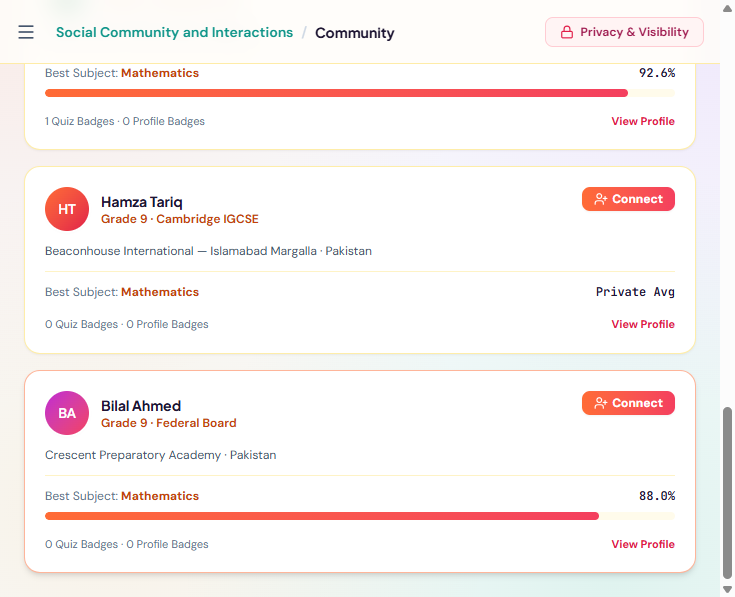 Social Community and Interactions / Community
Privacy & Visibility
Best Subject: Mathematics 92.6%
1 Quiz Badges · 0 Profile Badges View Profile
HT
Hamza Tariq
Connect
Grade 9 · Cambridge IGCSE
Beaconhouse International — Islamabad Margalla · Pakistan
Best Subject: Mathematics Private Avg
0 Quiz Badges · 0 Profile Badges View Profile
BA
Bilal Ahmed
Connect
Grade 9 · Federal Board
Crescent Preparatory Academy · Pakistan
Best Subject: Mathematics 88.0%
0 Quiz Badges · 0 Profile Badges View Profile